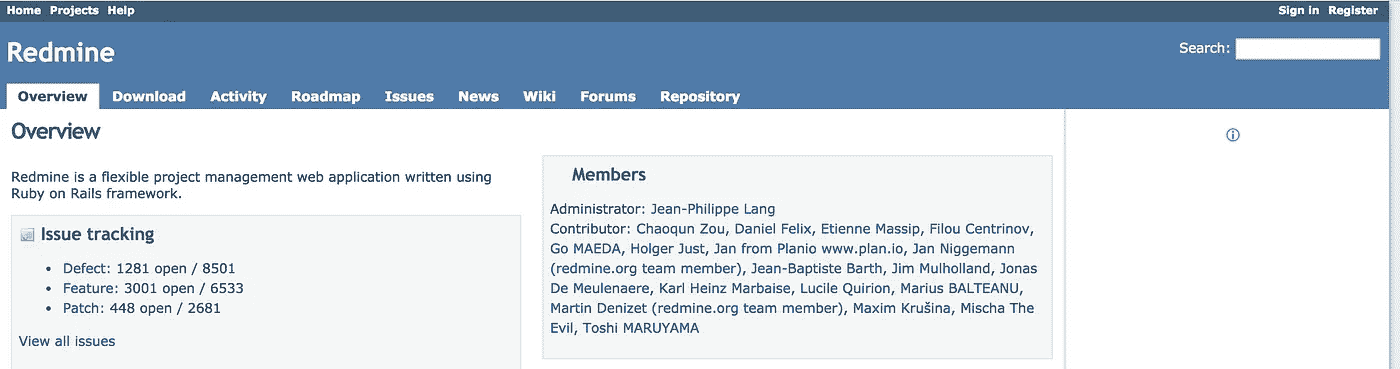 Home Projects Help Sign in Register
Redmine
Search:
Overview Download Activity Roadmap Issues News Wiki Forums Repository
Overview
Redmine is a flexible project management web application written using
Ruby on Rails framework.
Issue tracking
• Defect: 1281 open / 8501
• Feature: 3001 open / 6533
• Patch: 448 open / 2681
View all issues
Members
Administrator: Jean-Philippe Lang
Contributor: Chaoqun Zou, Daniel Felix, Etienne Massip, Filou Centrinov,
Go MAEDA, Holger Just, Jan from Planio www.plan.io, Jan Niggemann
(redmine.org team member), Jean-Baptiste Barth, Jim Mulholland, Jonas
De Meulenaere, Karl Heinz Marbaise, Lucile Quirion, Marius BALTEANU,
Martin Denizet (redmine.org team member), Maxim Krušina, Mischa The
Evil, Toshi MARUYAMA